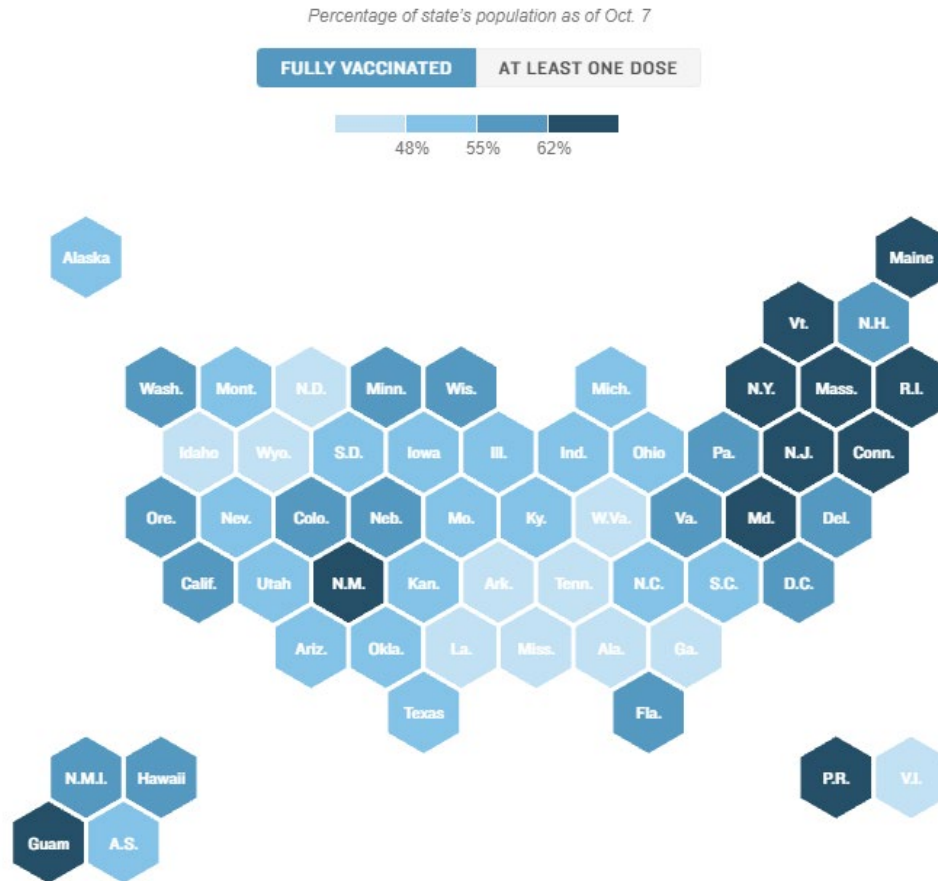 Percentage of state's population as of Oct. 7
FULLY VACCINATED AT LEAST ONE DOSE
48% 55% 62%
Alaska Maine
Vt. N.H.
Wash. Mont. N.D. Minn. Wis. Mich. N.Y. Mass. R.I.
Idaho Wyo. S.D. Iowa Ill. Ind. Ohio Pa. N.J. Conn.
Ore. Nev. Colo. Neb. Mo. Ky. W.Va. Va. Md. Del.
Calif. Utah N.M. Kan. Ark. Tenn. N.C. S.C. D.C.
Ariz. Okla. La. Miss. Ala. Ga.
Texas Fla.
N.M.I. Hawaii P.R. V.I.
Guam A.S.